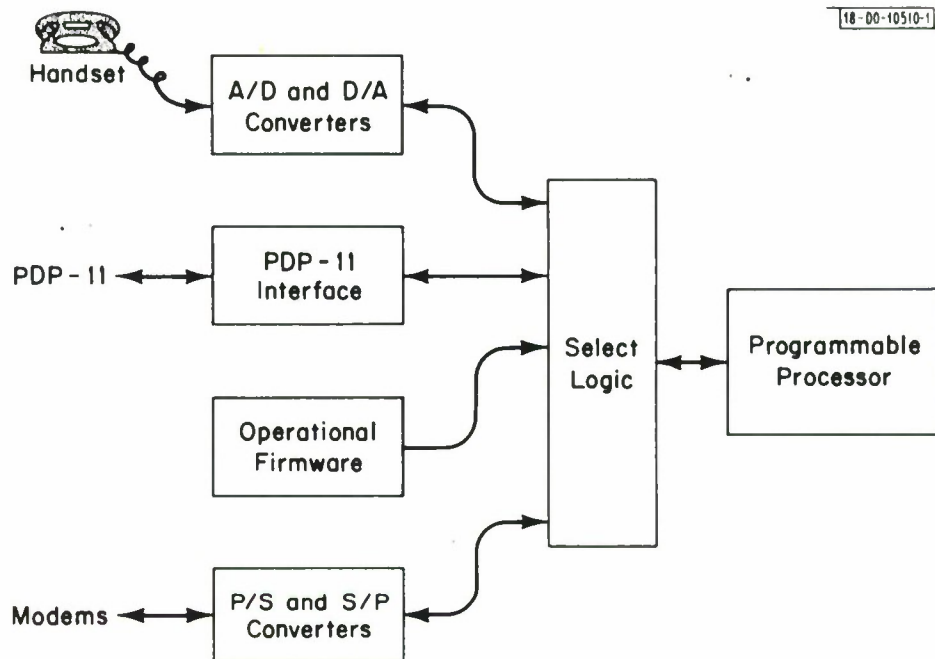 18-DO-10510-1
Handset
A/D and D/A
Converters
PDP-11
PDP-11
Interface
Select
Logic
Programmable
Processor
Operational
Firmware
Modems
P/S and S/P
Converters